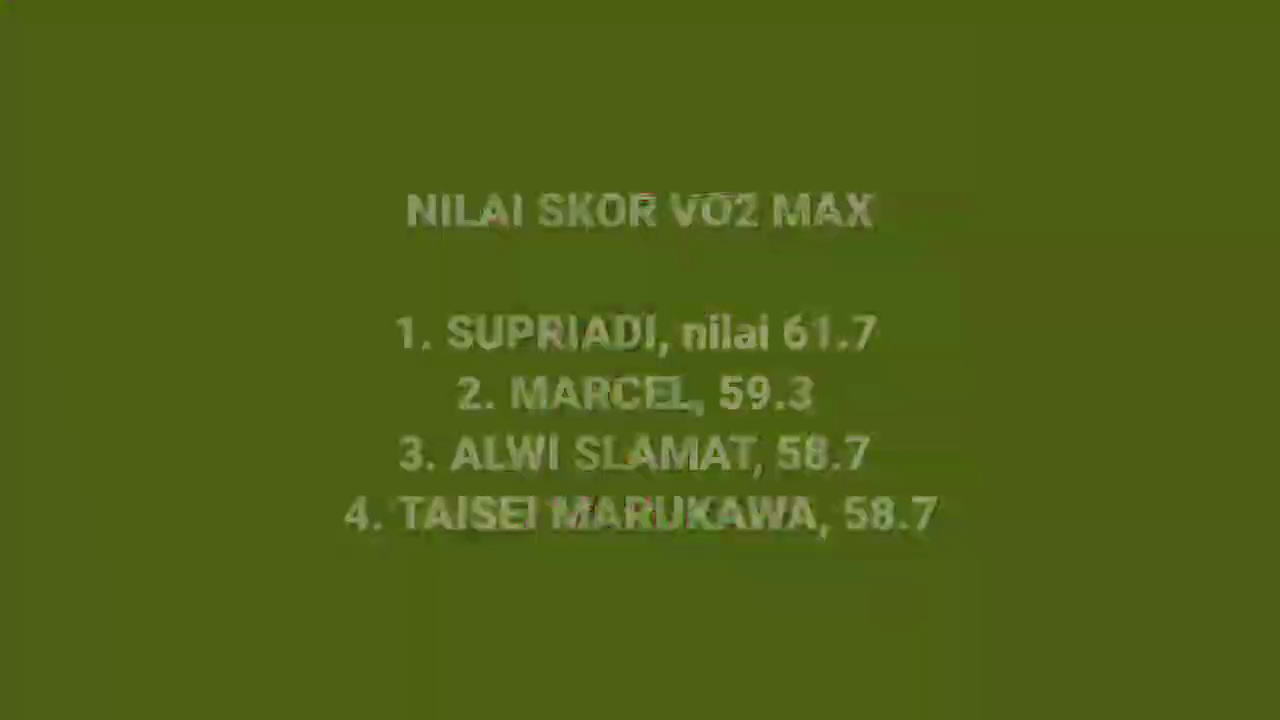 NILAI SKOR VO2 MAX
1. SUPRIADI, nilai 61.7
2. MARCEL, 59.3
3. ALWI SLAMAT, 58.7
4. TAISEI MARUKAWA, 58.7